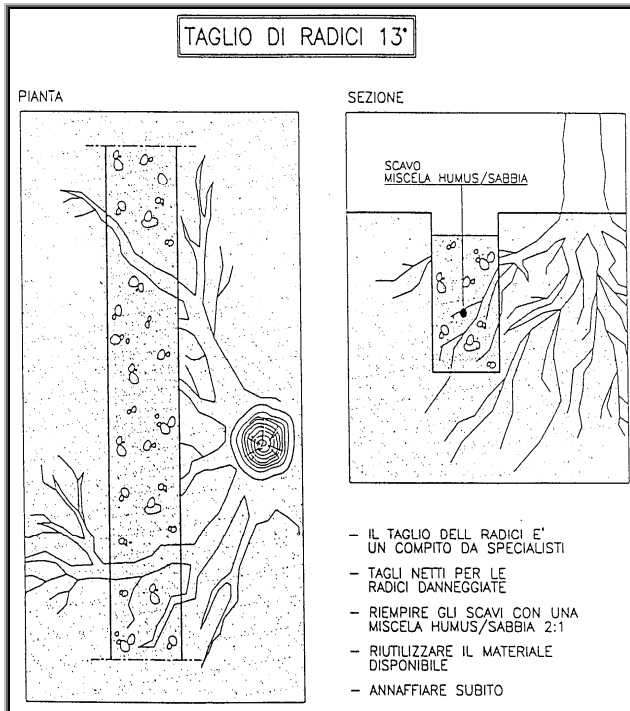 TAGLIO DI RADICI 13°
PIANTA
SEZIONE
SCAVO
MISCELA HUMUS/SABBIA
– IL TAGLIO DELL RADICI E'
UN COMPITO DA SPECIALISTI
– TAGLI NETTI PER LE
RADICI DANNEGGIATE
– RIEMPIRE GLI SCAVI CON UNA
MISCELA HUMUS/SABBIA 2:1
– RIUTILIZZARE IL MATERIALE
DISPONIBILE
– ANNAFFIARE SUBITO